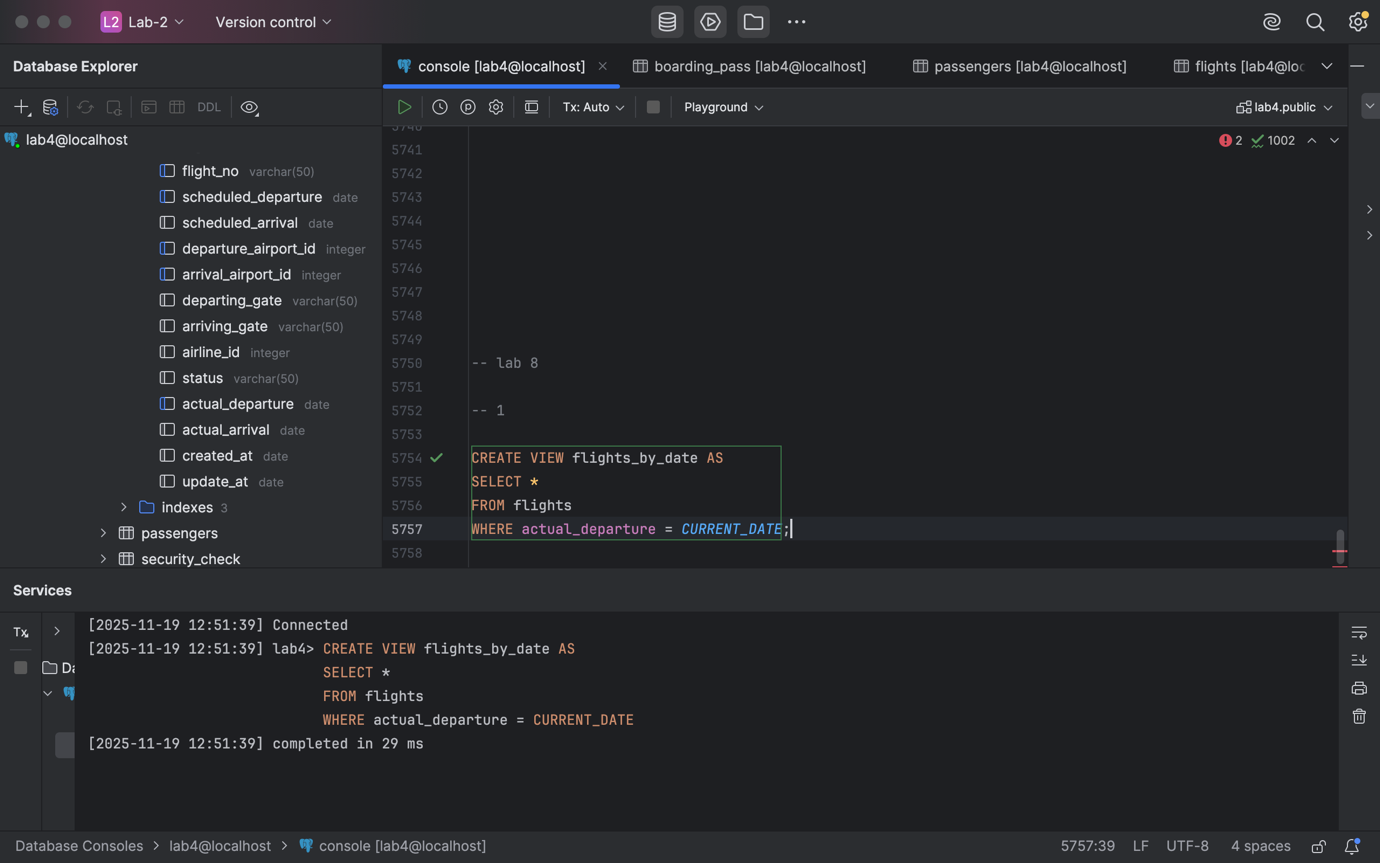 L2 Lab-2
Version control
Database Explorer
console [lab4@localhost]
boarding_pass [lab4@localhost]
passengers [lab4@localhost]
flights [lab4@loc
DDL
Tx: Auto
Playground
lab4.public
lab4@localhost
2
1002
flight_no varchar(50)
scheduled_departure date
scheduled_arrival date
departure_airport_id integer
arrival_airport_id integer
departing_gate varchar(50)
arriving_gate varchar(50)
airline_id integer
status varchar(50)
actual_departure date
actual_arrival date
created_at date
update_at date
indexes 3
passengers
security_check
5740
5741
5742
5743
5744
5745
5746
5747
5748
5749
5750 -- lab 8
5751
5752 -- 1
5753
5754 CREATE VIEW flights_by_date AS
5755 SELECT *
5756 FROM flights
5757 WHERE actual_departure = CURRENT_DATE;
5758
Services
Tx
Da
[2025-11-19 12:51:39] Connected
[2025-11-19 12:51:39] lab4> CREATE VIEW flights_by_date AS
SELECT *
FROM flights
WHERE actual_departure = CURRENT_DATE
[2025-11-19 12:51:39] completed in 29 ms
Database Consoles > lab4@localhost > console [lab4@localhost]
5757:39 LF UTF-8 4 spaces